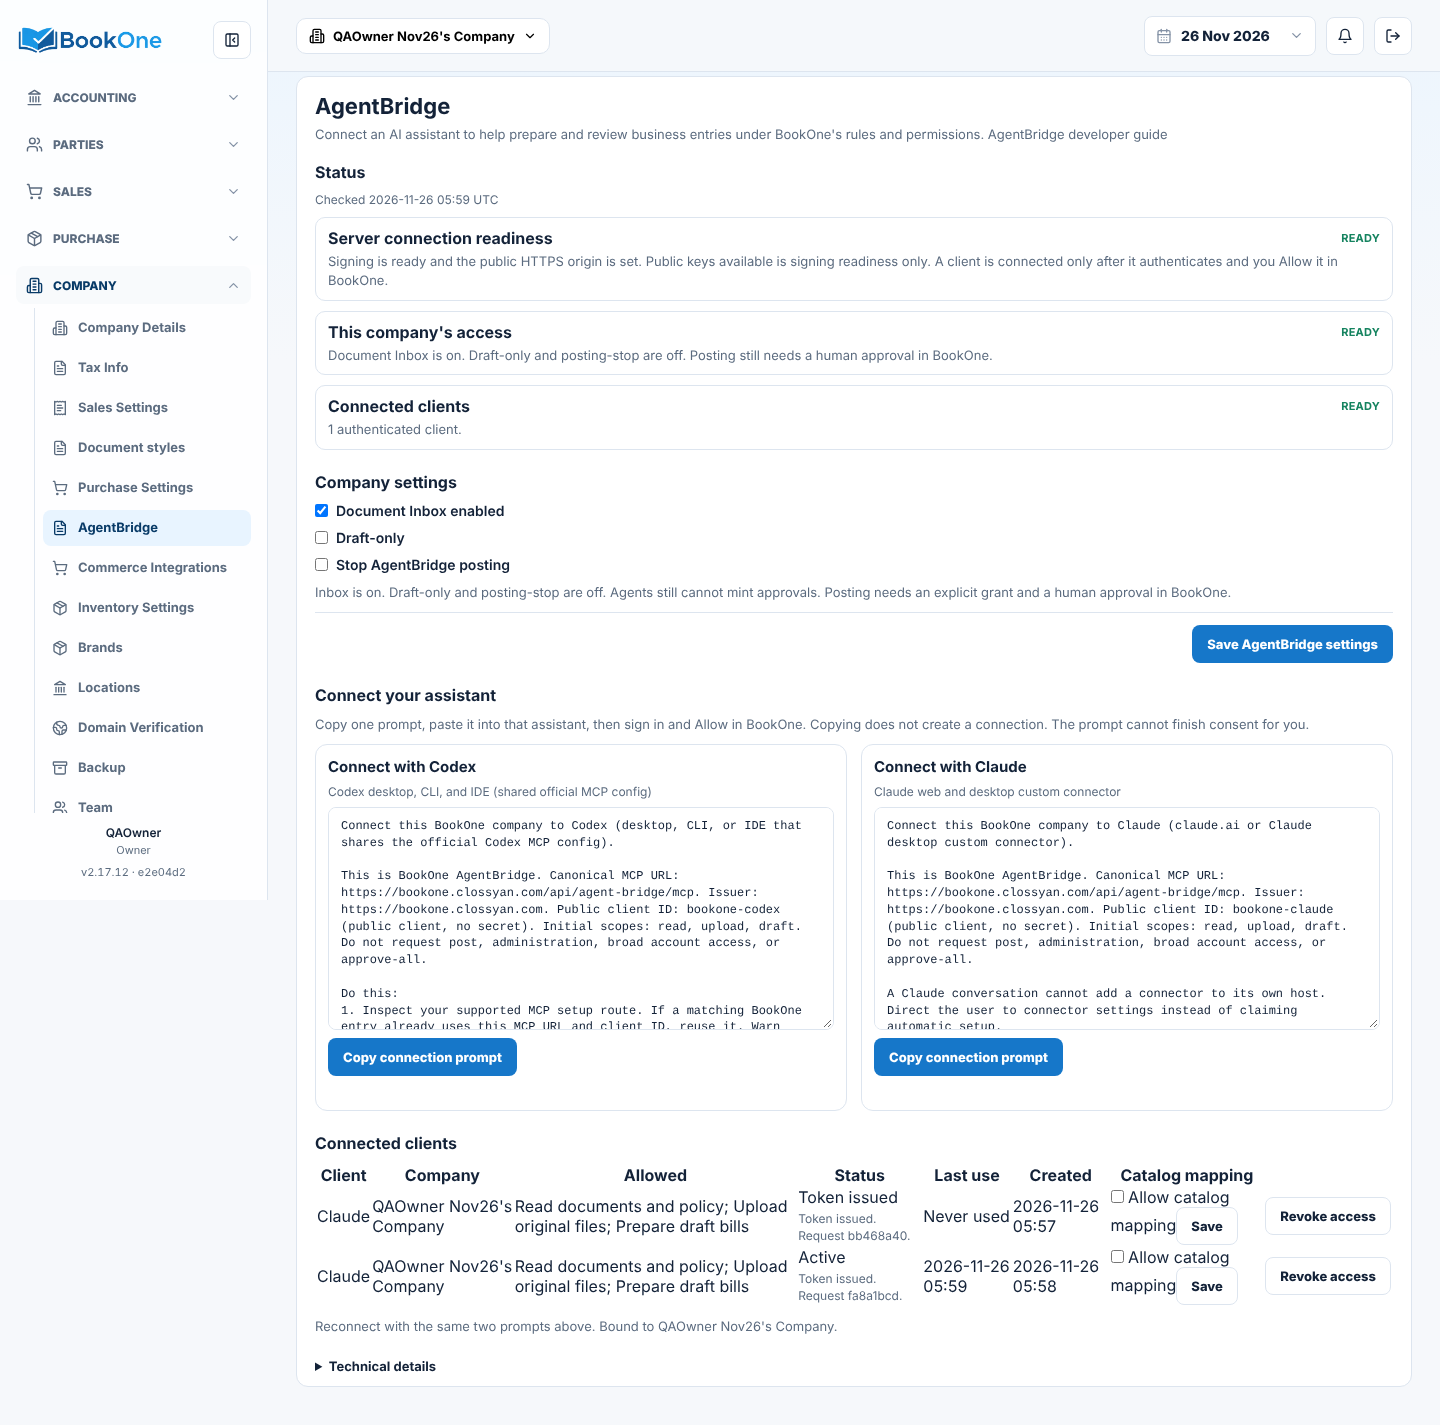 BookOne
QAOwner Nov26's Company
26 Nov 2026
ACCOUNTING
PARTIES
SALES
PURCHASE
COMPANY
Company Details
Tax Info
Sales Settings
Document styles
Purchase Settings
AgentBridge
Commerce Integrations
Inventory Settings
Brands
Locations
Domain Verification
Backup
Team
QAOwner
Owner
v2.17.12 · e2e04d2
AgentBridge
Connect an AI assistant to help prepare and review business entries under BookOne's rules and permissions. AgentBridge developer guide
Status
Checked 2026-11-26 05:59 UTC
Server connection readiness
READY
Signing is ready and the public HTTPS origin is set. Public keys available is signing readiness only. A client is connected only after it authenticates and you Allow it in
BookOne.
This company's access
READY
Document Inbox is on. Draft-only and posting-stop are off. Posting still needs a human approval in BookOne.
Connected clients
READY
1 authenticated client.
Company settings
Document Inbox enabled
Draft-only
Stop AgentBridge posting
Inbox is on. Draft-only and posting-stop are off. Agents still cannot mint approvals. Posting needs an explicit grant and a human approval in BookOne.
Save AgentBridge settings
Connect your assistant
Copy one prompt, paste it into that assistant, then sign in and Allow in BookOne. Copying does not create a connection. The prompt cannot finish consent for you.
Connect with Codex
Codex desktop, CLI, and IDE (shared official MCP config)
Connect this BookOne company to Codex (desktop, CLI, or IDE that
shares the official Codex MCP config).
This is BookOne AgentBridge. Canonical MCP URL:
https://bookone.clossyan.com/api/agent-bridge/mcp. Issuer:
https://bookone.clossyan.com. Public client ID: bookone-codex
(public client, no secret). Initial scopes: read, upload, draft.
Do not request post, administration, broad account access, or
approve-all.
Do this:
1. Inspect your supported MCP setup route. If a matching BookOne
entry already uses this MCP URL and client ID, reuse it. Warn
Copy connection prompt
Connect with Claude
Claude web and desktop custom connector
Connect this BookOne company to Claude (claude.ai or Claude
desktop custom connector).
This is BookOne AgentBridge. Canonical MCP URL:
https://bookone.clossyan.com/api/agent-bridge/mcp. Issuer:
https://bookone.clossyan.com. Public client ID: bookone-claude
(public client, no secret). Initial scopes: read, upload, draft.
Do not request post, administration, broad account access, or
approve-all.
A Claude conversation cannot add a connector to its own host.
Direct the user to connector settings instead of claiming
automatic setup.
Copy connection prompt
Connected clients
Client Company Allowed Status Last use Created Catalog mapping
Claude
QAOwner Nov26's
Company
Read documents and policy; Upload
original files; Prepare draft bills
Token issued
Token issued.
Request bb468a40.
Never used
2026-11-26
05:57
Allow catalog
mapping
Save
Revoke access
Claude
QAOwner Nov26's
Company
Read documents and policy; Upload
original files; Prepare draft bills
Active
Token issued.
Request fa8a1bcd.
2026-11-26
05:59
2026-11-26
05:58
Allow catalog
mapping
Save
Revoke access
Reconnect with the same two prompts above. Bound to QAOwner Nov26's Company.
Technical details